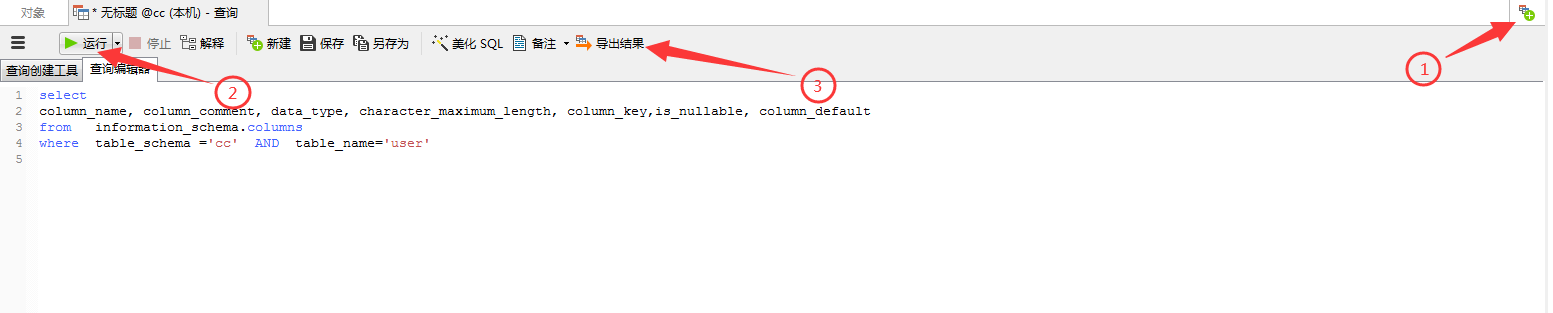 对象
* 无标题 @cc (本机) - 查询
运行 停止 解释 新建 保存 另存为 美化 SQL 备注 导出结果
①
②
③
查询创建工具 查询编辑器
1 select
2 column_name, column_comment, data_type, character_maximum_length, column_key,is_nullable, column_default
3 from   information_schema.columns
4 where  table_schema ='cc'  AND  table_name='user'
5